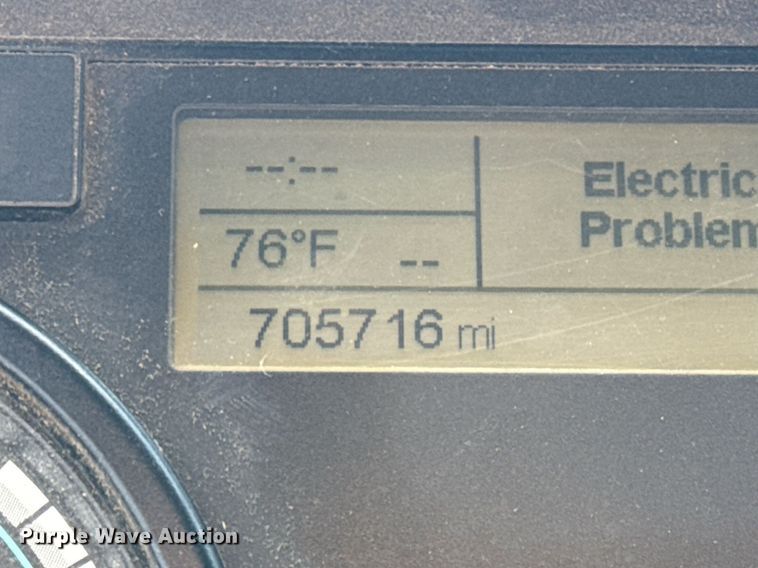 --:--
Electric
Problem
76°F --
705716 mi
Purple Wave Auction